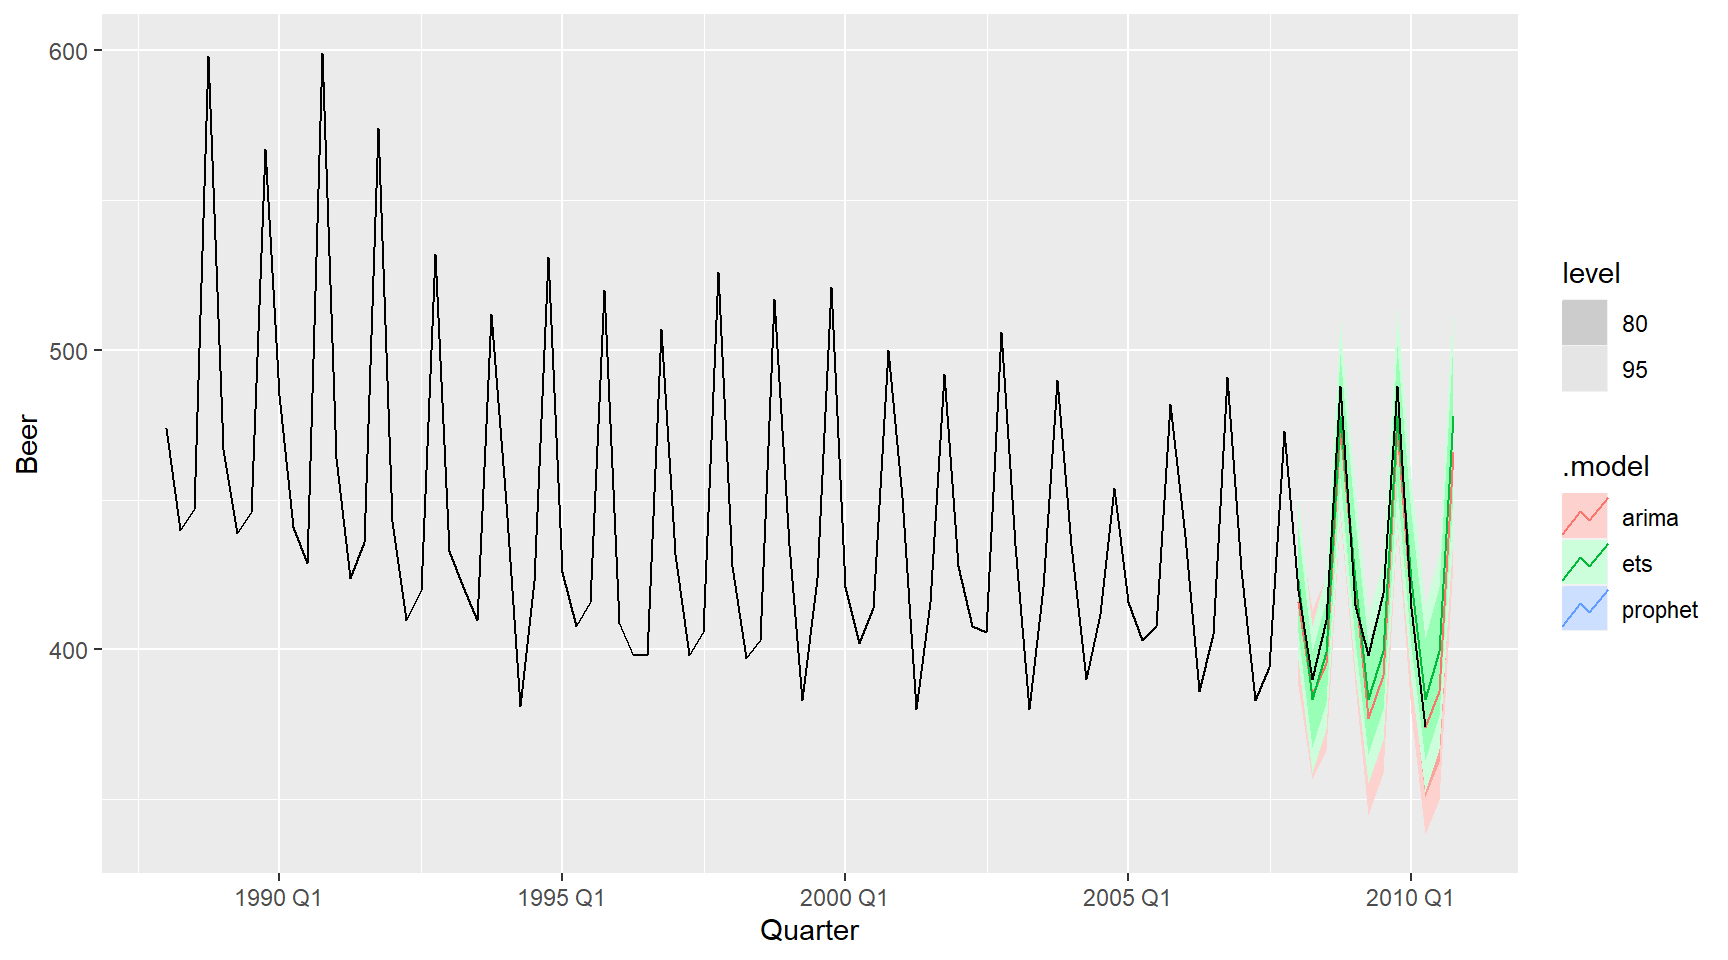 600
500
400
Beer
1990 Q1
1995 Q1
2000 Q1
2005 Q1
2010 Q1
Quarter
level
80
95
.model
arima
ets
prophet